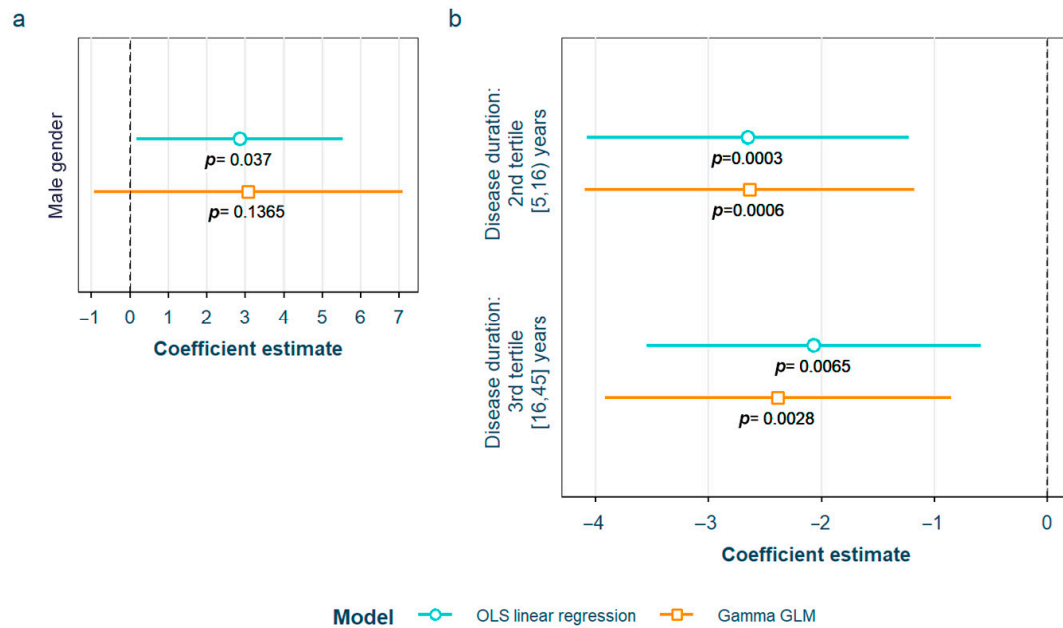 a
Male gender
p= 0.037
p= 0.1365
–1 0 1 2 3 4 5 6 7
Coefficient estimate
b
Disease duration:
2nd tertile
[5,16) years
p=0.0003
p=0.0006
Disease duration:
3rd tertile
[16,45] years
p= 0.0065
p= 0.0028
–4 –3 –2 –1 0
Coefficient estimate
Model OLS linear regression Gamma GLM